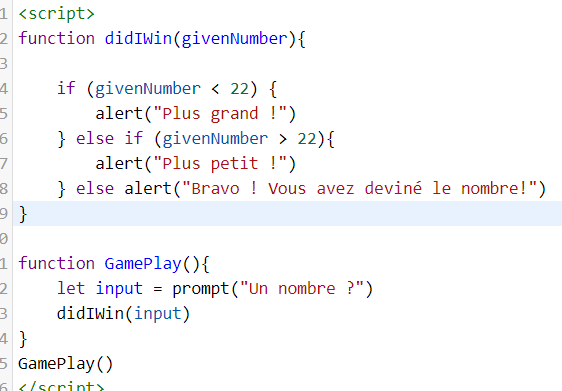 1 <script>
2 function didIWin(givenNumber){
3
4     if (givenNumber < 22) {
5         alert("Plus grand !")
6     } else if (givenNumber > 22){
7         alert("Plus petit !")
8     } else alert("Bravo ! Vous avez deviné le nombre!")
9 }
0
1 function GamePlay(){
2     let input = prompt("Un nombre ?")
3     didIWin(input)
4 }
5 GamePlay()
6 </script>